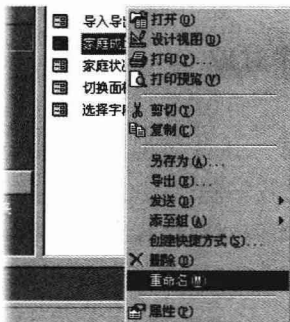 导入导
家庭成
家庭状
切换面
选择字
打开(O)
设计视图(D)
打印(P)...
打印预览(V)
剪切(T)
复制(C)
另存为(A)...
导出(E)...
发送(D)
添至组(A)
创建快捷方式(S)...
删除(D)
重命名(M)
属性(P)